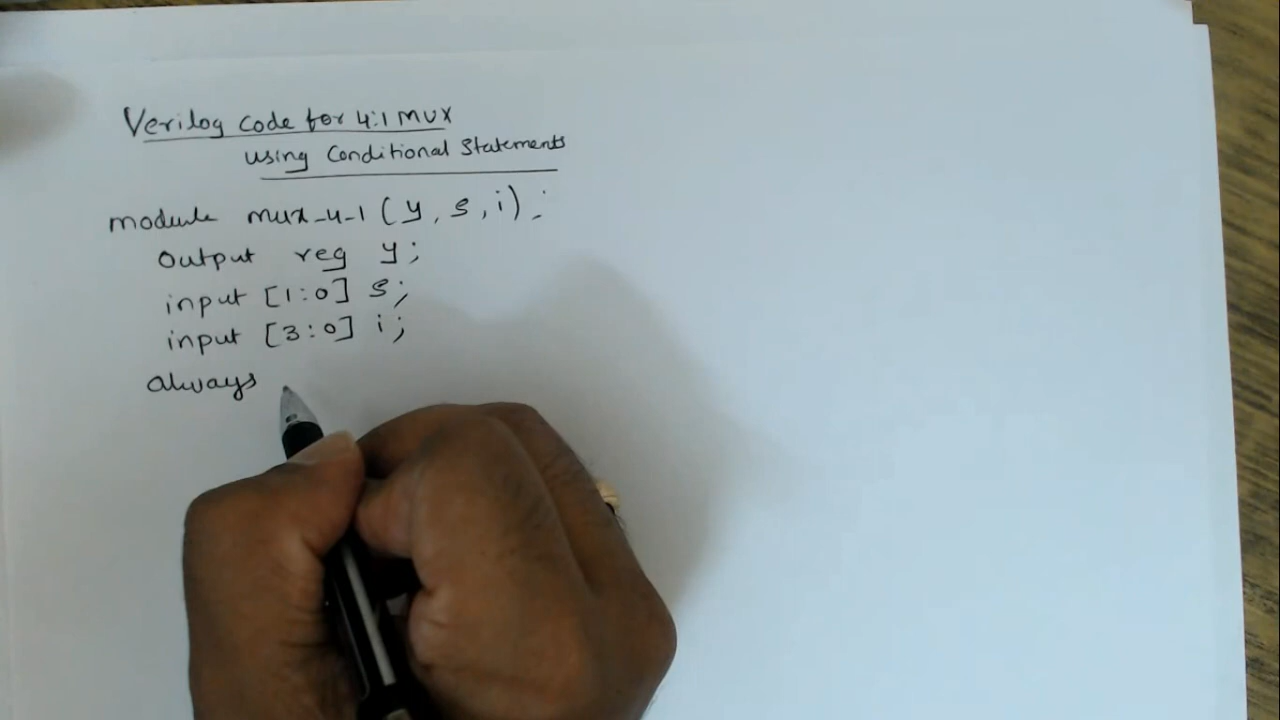 Verilog code for 4:1 MUX
using Conditional Statements
module mux_4_1 (y, s, i);
output reg y;
input [1:0] s;
input [3:0] i;
always